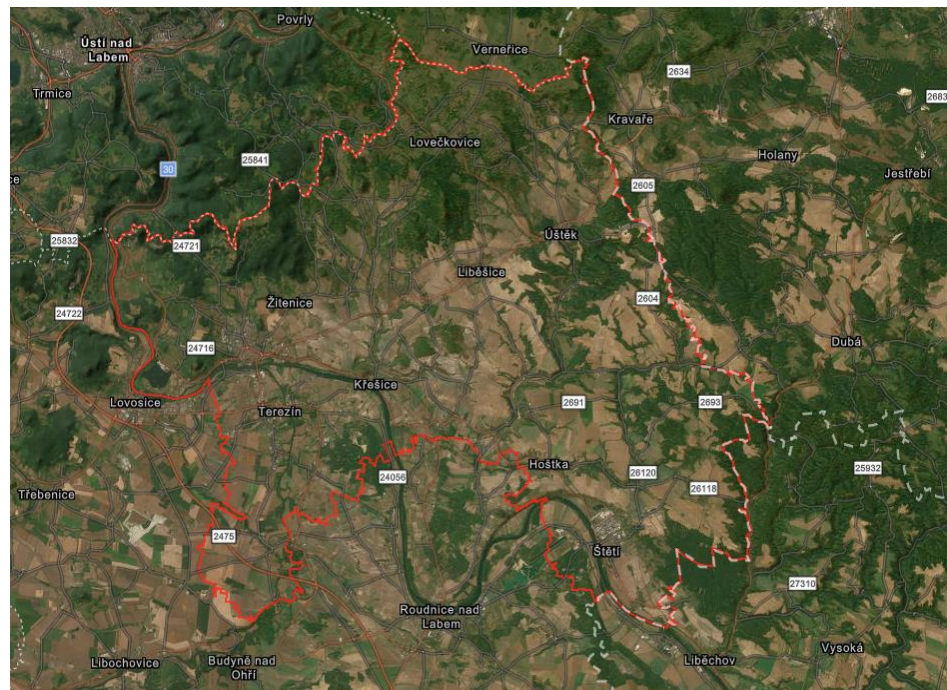 Povrly
Ústí nad
Labem
Verneřice
2634
Trmice
2683
Kravaře
Lovečkovice
Holany
25841
30
Jestřebí
ce
2605
Úštěk
25832
24721
Liběšice
2604
Žitenice
24722
Dubá
24716
Křešice
Lovosice
Terezín
2691
2693
Hoštka
26120
25932
24056
26118
Třebenice
2475
Štětí
27310
Roudnice nad
Labem
Vysoká
Libochovice
Budyně nad
Ohří
Liběchov